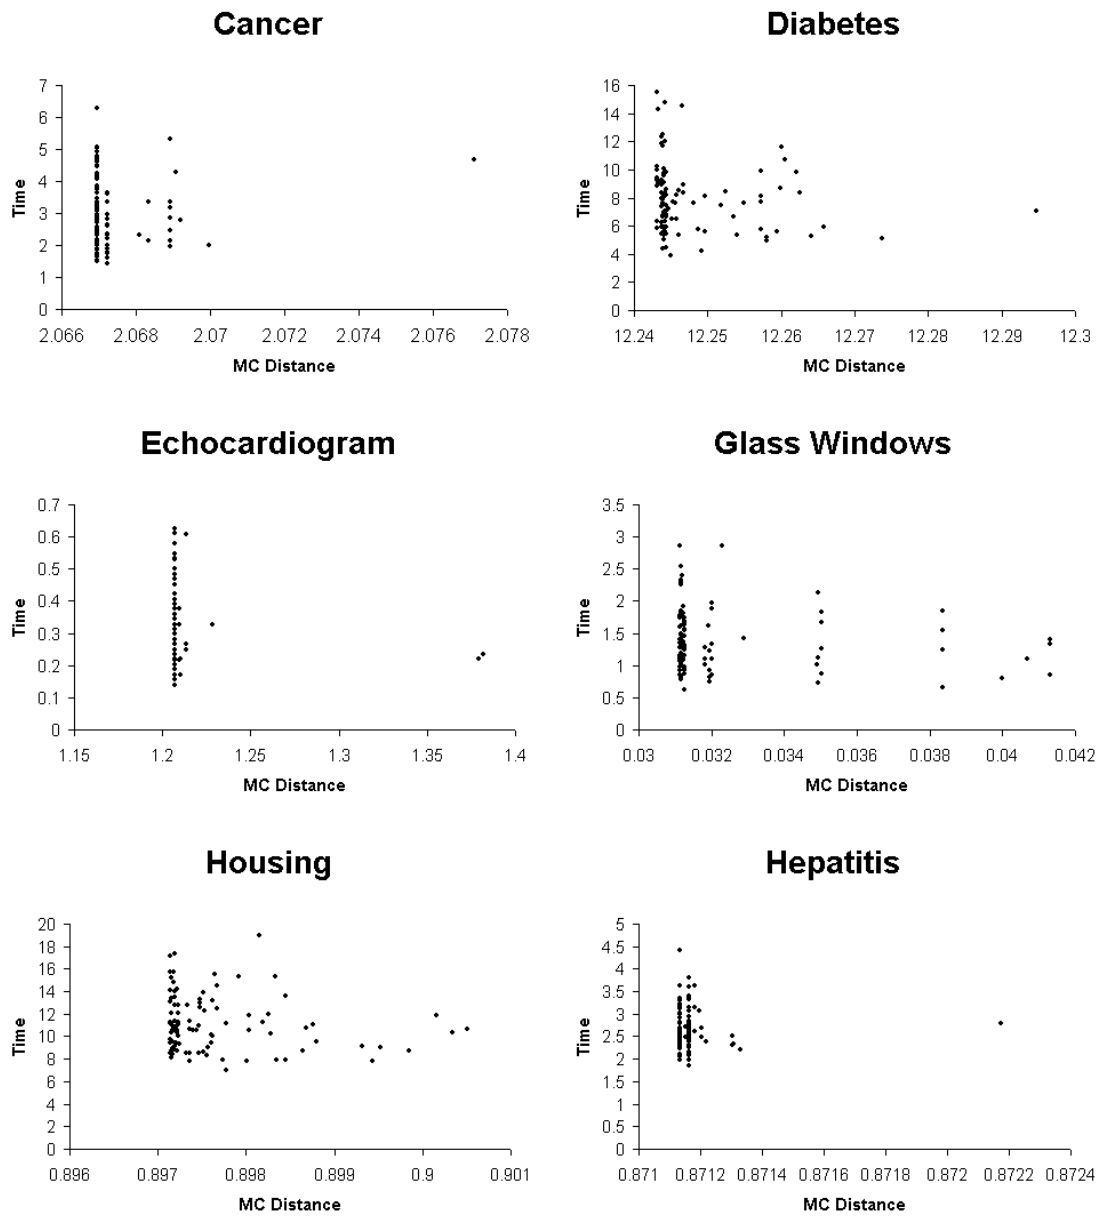 Cancer
7
6
5
4
3
2
1
0
Time
2.066 2.068 2.07 2.072 2.074 2.076 2.078
MC Distance
Diabetes
16
14
12
10
8
6
4
2
0
Time
12.24 12.25 12.26 12.27 12.28 12.29 12.3
MC Distance
Echocardiogram
0.7
0.6
0.5
0.4
0.3
0.2
0.1
0
Time
1.15 1.2 1.25 1.3 1.35 1.4
MC Distance
Glass Windows
3.5
3
2.5
2
1.5
1
0.5
0
Time
0.03 0.032 0.034 0.036 0.038 0.04 0.042
MC Distance
Housing
20
18
16
14
12
10
8
6
4
2
0
Time
0.896 0.897 0.898 0.899 0.9 0.901
MC Distance
Hepatitis
5
4.5
4
3.5
3
2.5
2
1.5
1
0.5
0
Time
0.871 0.8712 0.8714 0.8716 0.8718 0.872 0.8722 0.8724
MC Distance